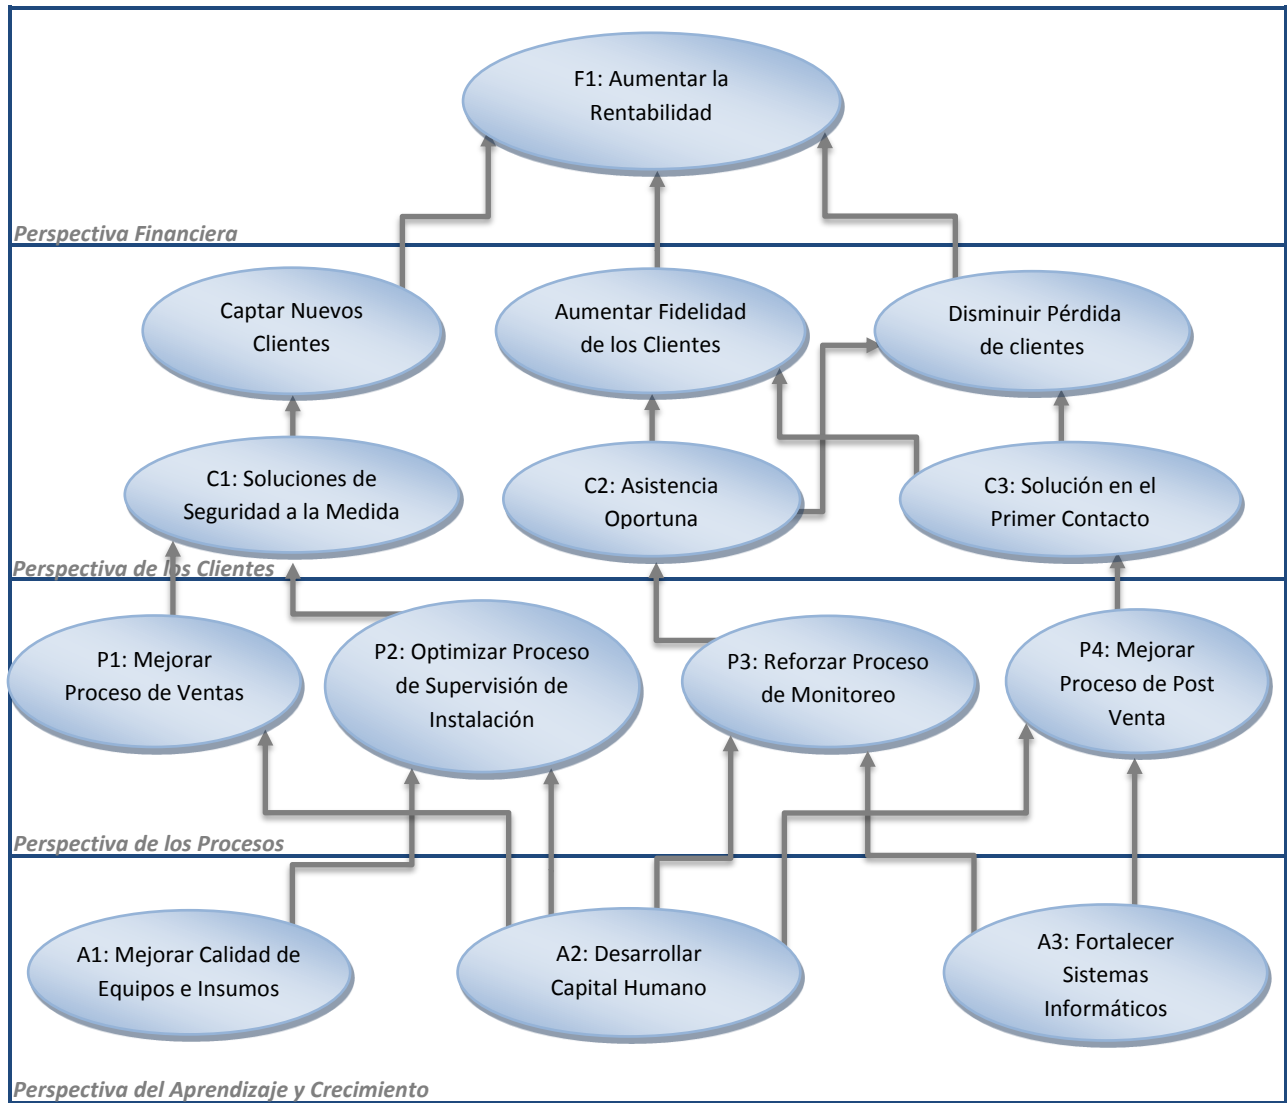 F1: Aumentar la
Rentabilidad
Perspectiva Financiera
Captar Nuevos
Clientes
Aumentar Fidelidad
de los Clientes
Disminuir Pérdida
de clientes
C1: Soluciones de
Seguridad a la Medida
C2: Asistencia
Oportuna
C3: Solución en el
Primer Contacto
Perspectiva de los Clientes
P1: Mejorar
Proceso de Ventas
P2: Optimizar Proceso
de Supervisión de
Instalación
P3: Reforzar Proceso
de Monitoreo
P4: Mejorar
Proceso de Post
Venta
Perspectiva de los Procesos
A1: Mejorar Calidad de
Equipos e Insumos
A2: Desarrollar
Capital Humano
A3: Fortalecer
Sistemas
Informáticos
Perspectiva del Aprendizaje y Crecimiento